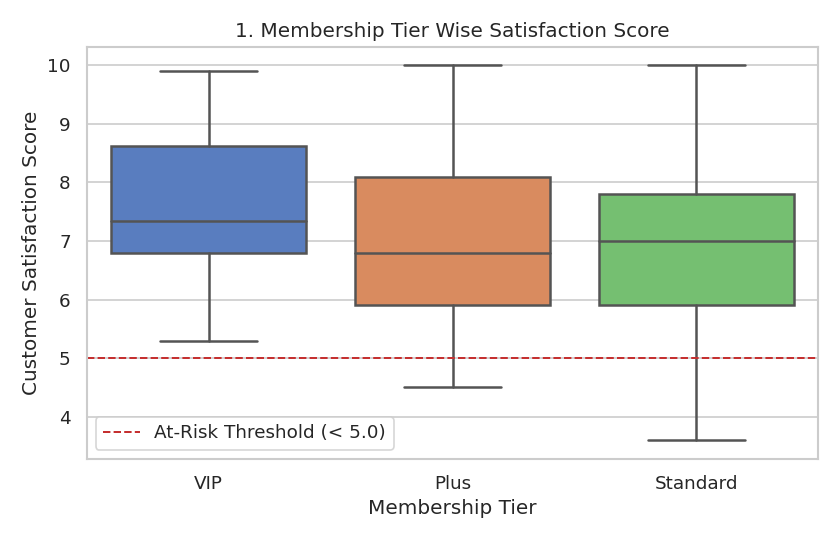 1. Membership Tier Wise Satisfaction Score
Customer Satisfaction Score
10
9
8
7
6
5
4
At-Risk Threshold (< 5.0)
VIP
Plus
Standard
Membership Tier